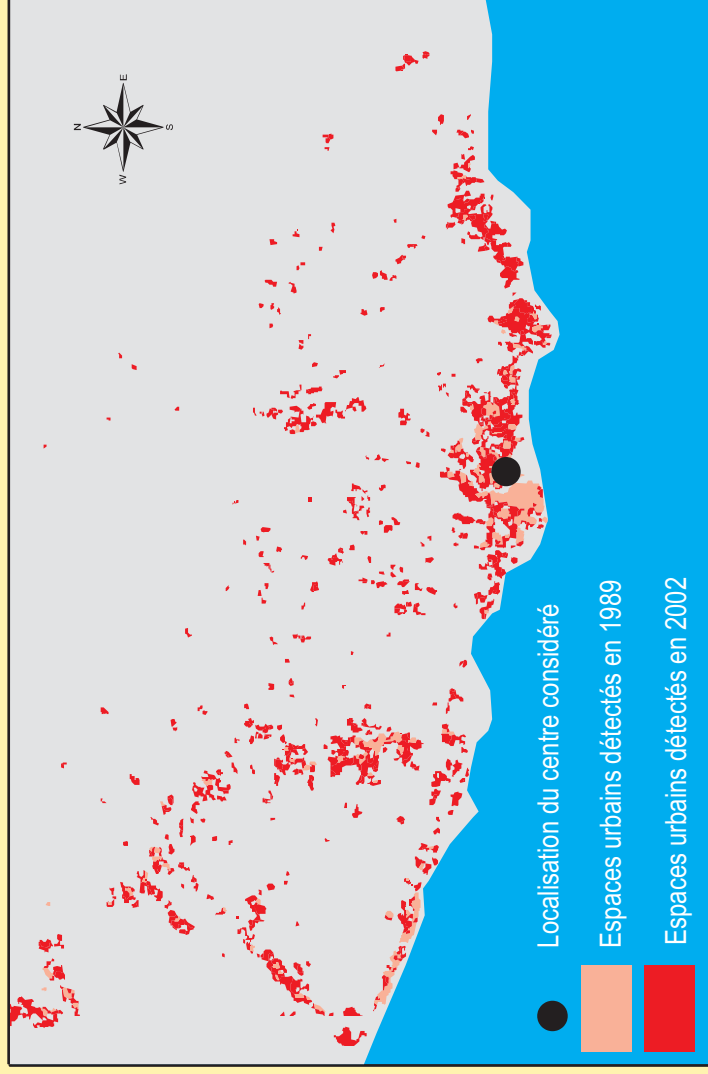 N
E
W
S
Localisation du centre considéré
Espaces urbains détectés en 1989
Espaces urbains détectés en 2002